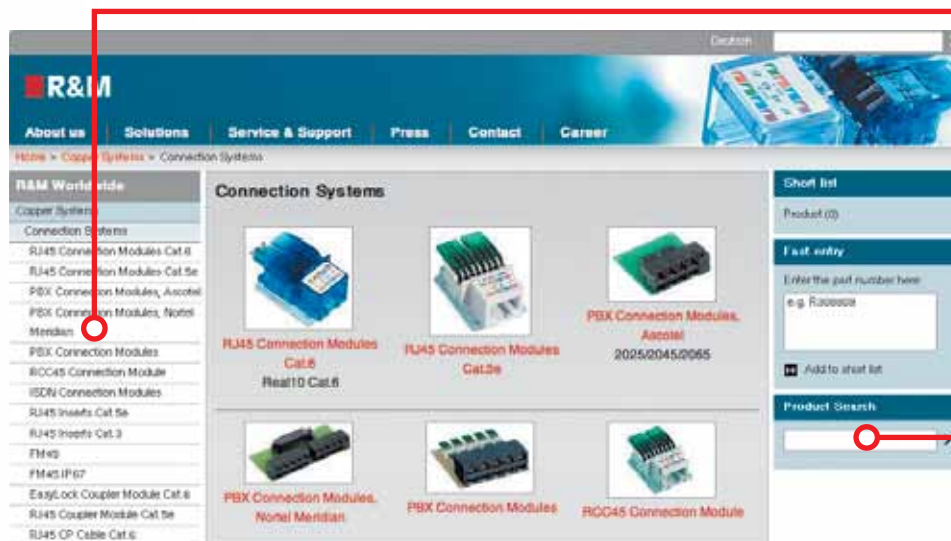 Deutsch
R&M
About us
Solutions
Service & Support
Press
Contact
Career
Home > Copper Systems > Connection Systems
R&M Worldwide
Copper Systems
Connection Systems
RJ45 Connection Modules Cat.6
RJ45 Connection Modules Cat.5e
PBX Connection Modules, Ascotel
PBX Connection Modules, Nortel
Meridian
PBX Connection Modules
RCC45 Connection Module
ISDN Connection Modules
RJ45 Inserts Cat.5e
RJ45 Inserts Cat.3
FM45
FM45 IP67
EasyLock Coupler Module Cat.6
RJ45 Coupler Module Cat.5e
RJ45 CP Cable Cat.6
Connection Systems
RJ45 Connection Modules
Cat.6
Real10 Cat.6
RJ45 Connection Modules
Cat.5e
PBX Connection Modules,
Ascotel
2025/2045/2065
PBX Connection Modules,
Nortel Meridian
PBX Connection Modules
RCC45 Connection Module
Short list
Product (0)
Fast entry
Enter the part number here
e.g.
Add to short list
Product Search